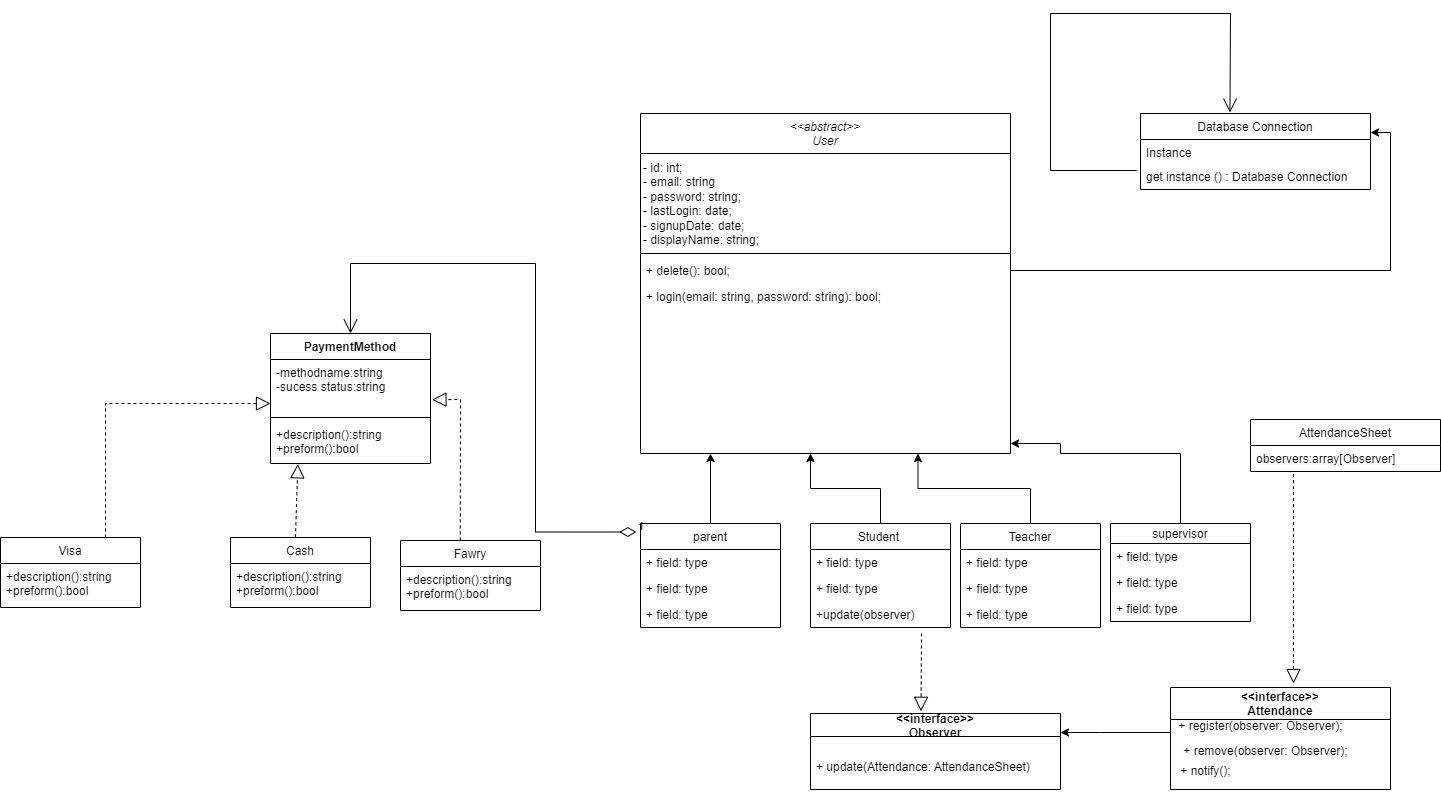 <<abstract>>
User
- id: int;
- email: string
- password: string;
- lastLogin: date;
- signupDate: date;
- displayName: string;
+ delete(): bool;
+ login(email: string, password: string): bool;
Database Connection
Instance
get instance () : Database Connection
PaymentMethod
-methodname:string
-sucess status:string
+description():string
+preform():bool
AttendanceSheet
observers:array[Observer]
Visa
+description():string
+preform():bool
Cash
+description():string
+preform():bool
Fawry
+description():string
+preform():bool
parent
+ field: type
+ field: type
+ field: type
Student
+ field: type
+ field: type
+update(observer)
Teacher
+ field: type
+ field: type
+ field: type
supervisor
+ field: type
+ field: type
+ field: type
<<interface>>
Observer
+ update(Attendance: AttendanceSheet)
<<interface>>
Attendance
+ register(observer: Observer);
+ remove(observer: Observer);
+ notify();